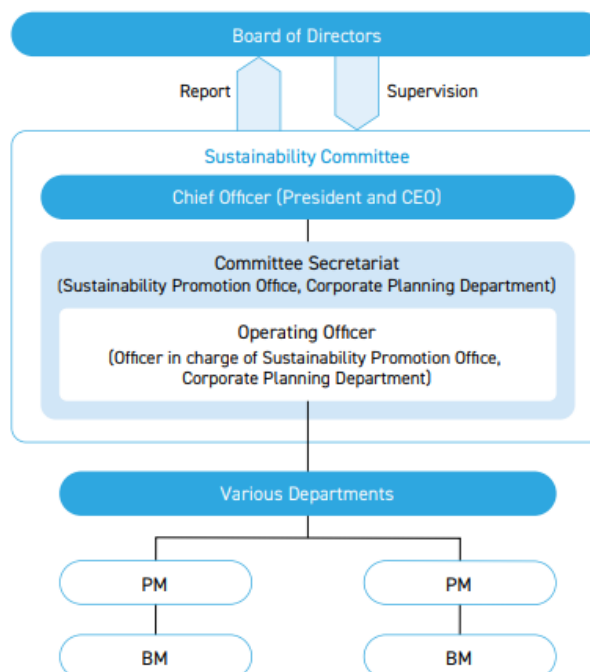 Board of Directors
Report
Supervision
Sustainability Committee
Chief Officer (President and CEO)
Committee Secretariat
(Sustainability Promotion Office, Corporate Planning Department)
Operating Officer
(Officer in charge of Sustainability Promotion Office,
Corporate Planning Department)
Various Departments
PM
PM
BM
BM